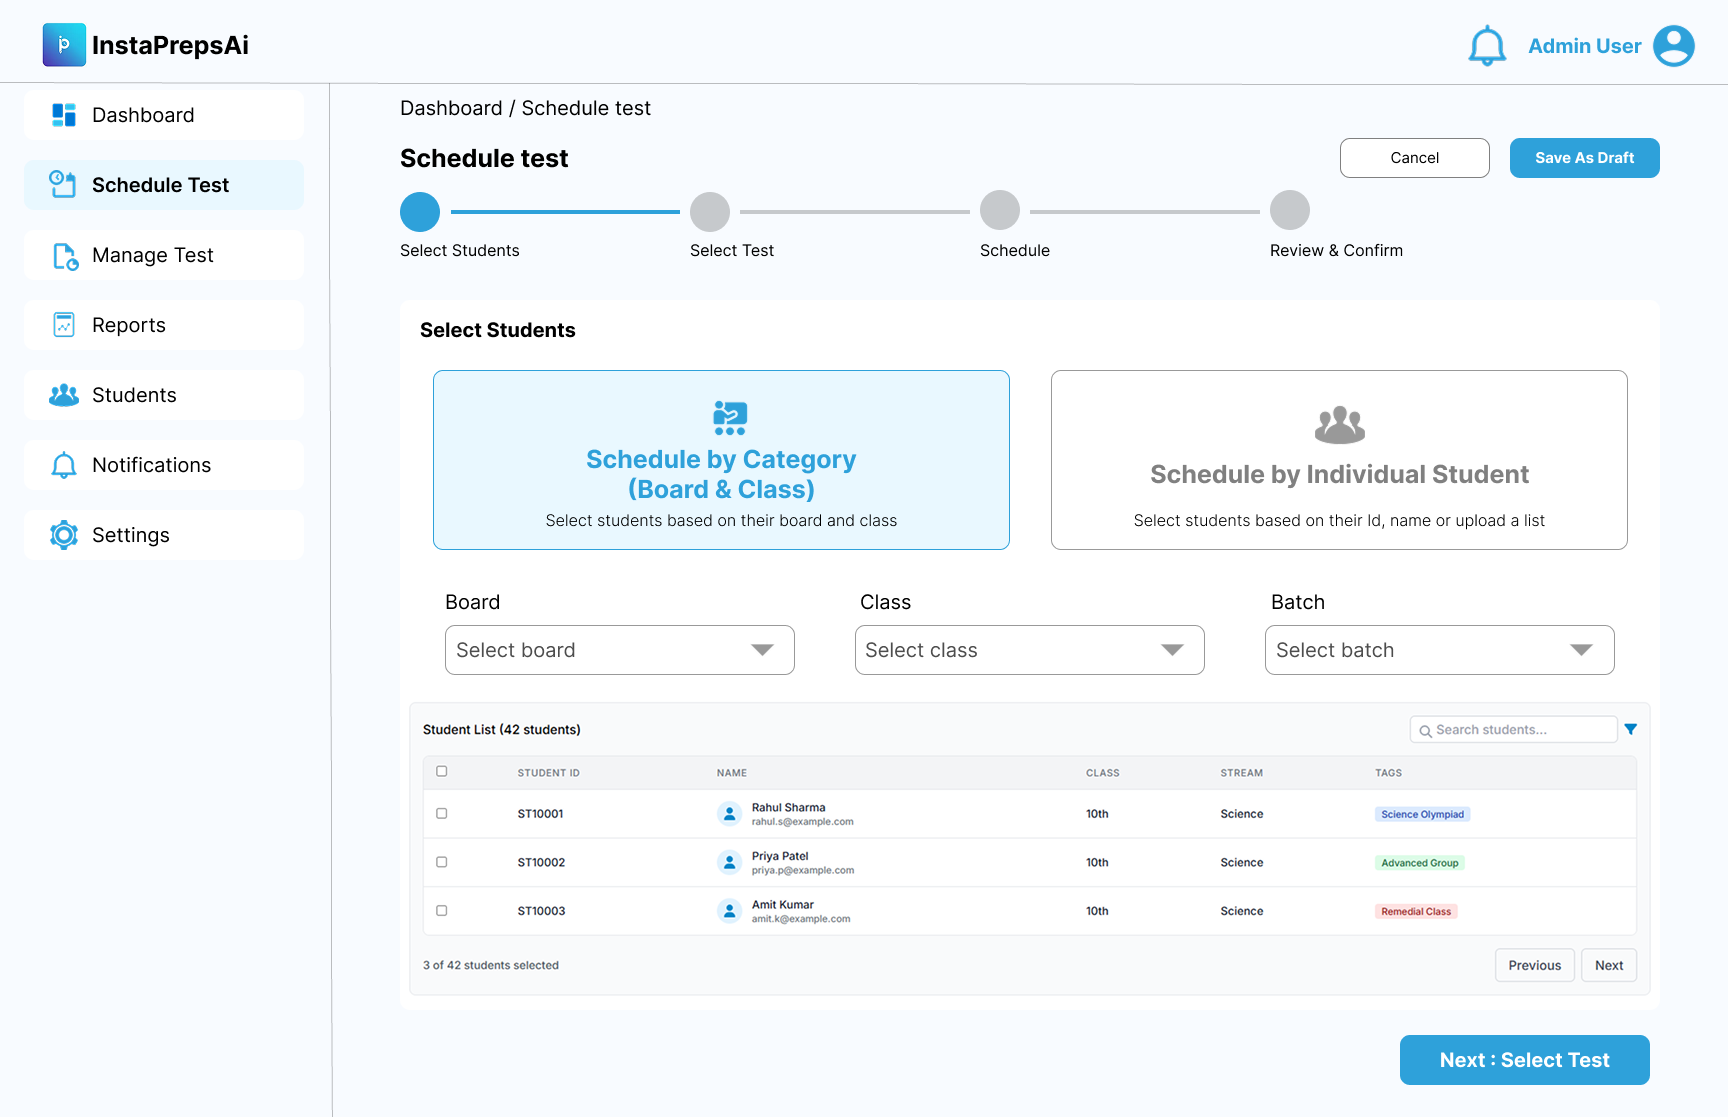 InstaPrepsAi
Admin User
Dashboard
Schedule Test
Manage Test
Reports
Students
Notifications
Settings
Dashboard / Schedule test
Schedule test
Cancel
Save As Draft
Select Students
Select Test
Schedule
Review & Confirm
Select Students
Schedule by Category
(Board & Class)
Select students based on their board and class
Schedule by Individual Student
Select students based on their Id, name or upload a list
Board
Class
Batch
Select board
Select class
Select batch
Student List (42 students)
Search students...
STUDENT ID NAME CLASS STREAM TAGS
ST10001 Rahul Sharma 10th Science Science Olympiad
rahul.s@example.com
ST10002 Priya Patel 10th Science Advanced Group
priya.p@example.com
ST10003 Amit Kumar 10th Science Remedial Class
amit.k@example.com
3 of 42 students selected
Previous
Next
Next : Select Test